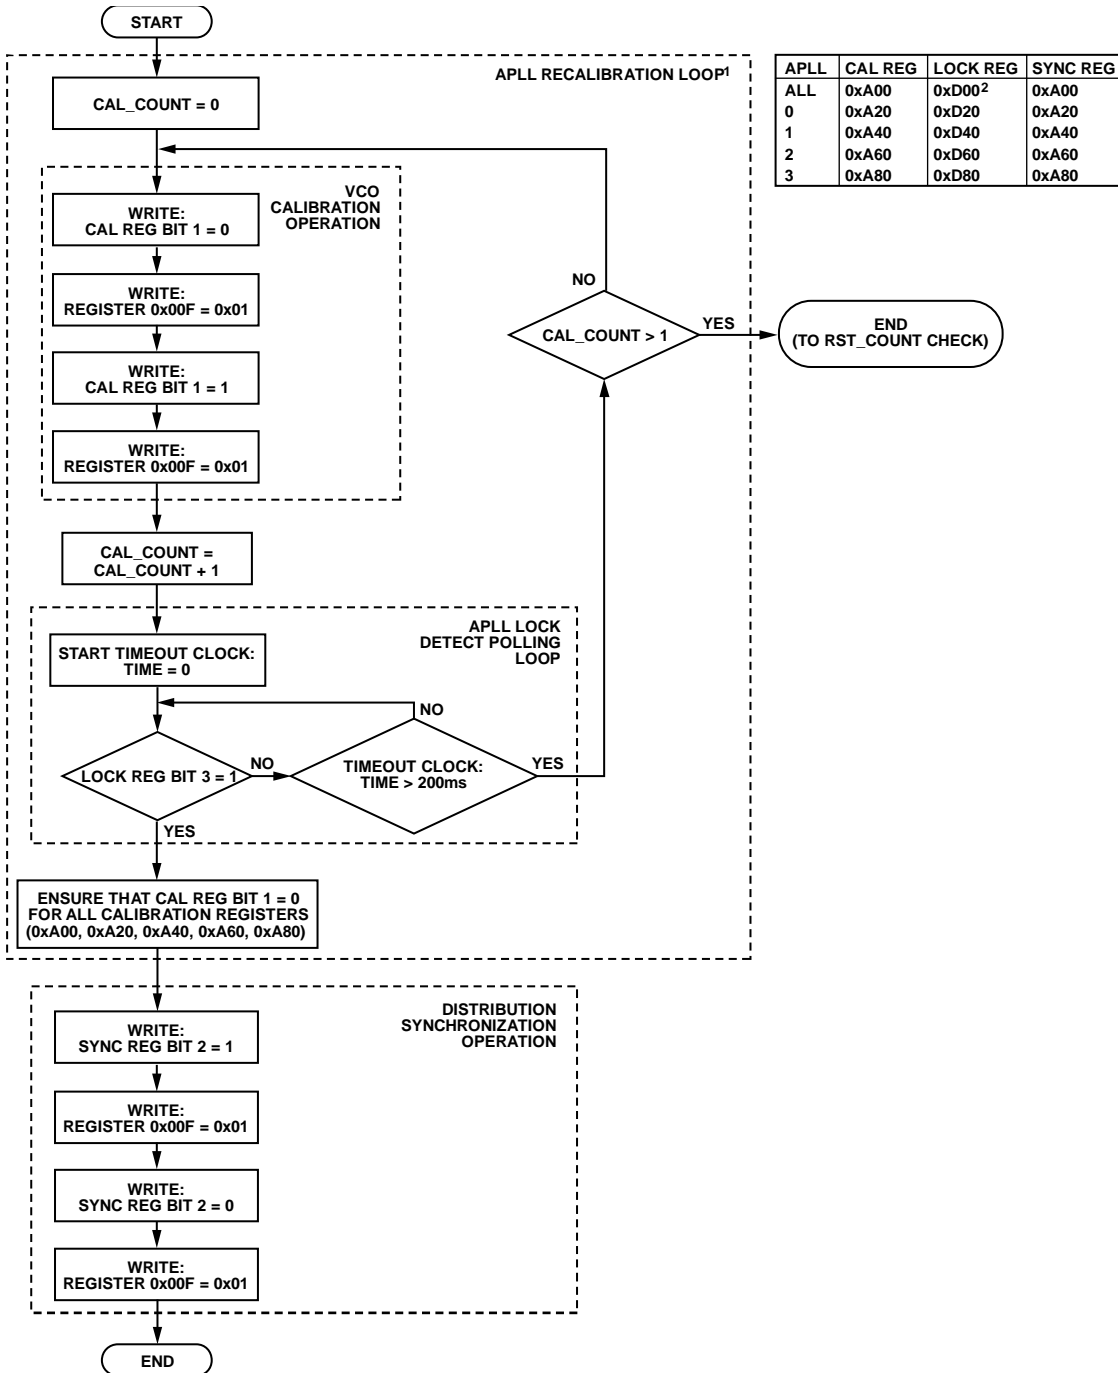 START
APLL RECALIBRATION LOOP1
CAL_COUNT = 0
APLL CAL REG LOCK REG SYNC REG
ALL 0xA00 0xD002 0xA00
0 0xA20 0xD20 0xA20
1 0xA40 0xD40 0xA40
2 0xA60 0xD60 0xA60
3 0xA80 0xD80 0xA80
VCO
CALIBRATION
OPERATION
WRITE:
CAL REG BIT 1 = 0
WRITE:
REGISTER 0x00F = 0x01
WRITE:
CAL REG BIT 1 = 1
WRITE:
REGISTER 0x00F = 0x01
NO
CAL_COUNT > 1
YES
END
(TO RST_COUNT CHECK)
CAL_COUNT =
CAL_COUNT + 1
APLL LOCK
DETECT POLLING
LOOP
START TIMEOUT CLOCK:
TIME = 0
NO
LOCK REG BIT 3 = 1
NO
TIMEOUT CLOCK:
TIME > 200ms
YES
YES
ENSURE THAT CAL REG BIT 1 = 0
FOR ALL CALIBRATION REGISTERS
(0xA00, 0xA20, 0xA40, 0xA60, 0xA80)
DISTRIBUTION
SYNCHRONIZATION
OPERATION
WRITE:
SYNC REG BIT 2 = 1
WRITE:
REGISTER 0x00F = 0x01
WRITE:
SYNC REG BIT 2 = 0
WRITE:
REGISTER 0x00F = 0x01
END